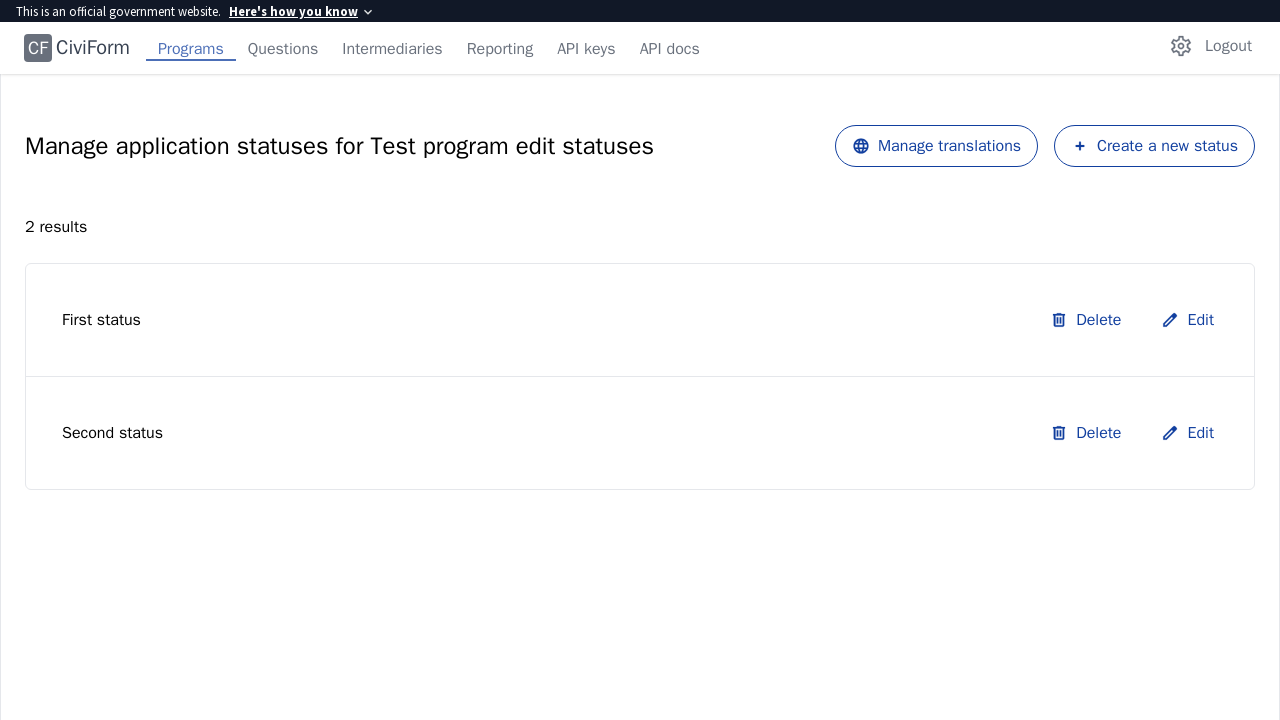 This is an official government website. Here's how you know
CF CiviForm Programs Questions Intermediaries Reporting API keys API docs Logout
Manage application statuses for Test program edit statuses Manage translations Create a new status
2 results
First status Delete Edit
Second status Delete Edit